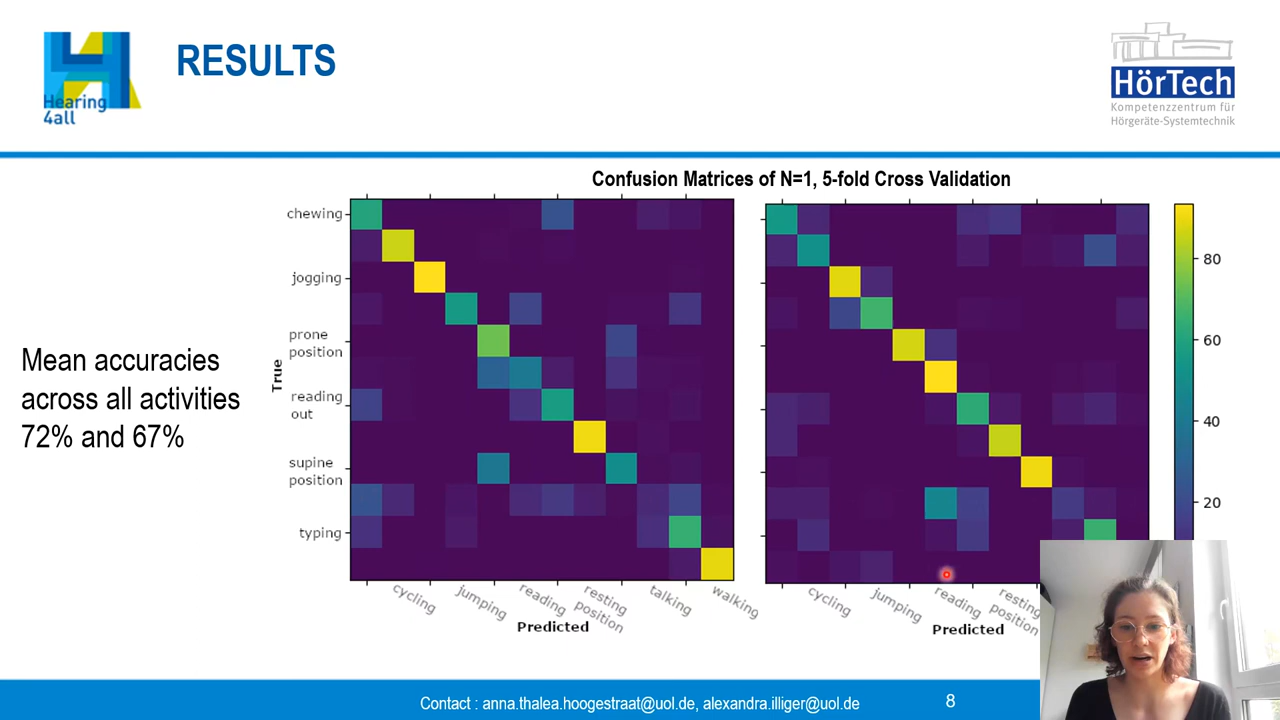 Hearing
4all
RESULTS
HörTech
Kompetenzzentrum für
Hörgeräte-Systemtechnik
Confusion Matrices of N=1, 5-fold Cross Validation
Mean accuracies
across all activities
72% and 67%
True
chewing
jogging
prone
position
reading
out
supine
position
typing
cycling
jumping
reading
resting
position
talking
walking
Predicted
cycling
jumping
reading
resting
position
Predicted
80
60
40
20
Contact : anna.thalea.hoogestraat@uol.de, alexandra.illiger@uol.de
8